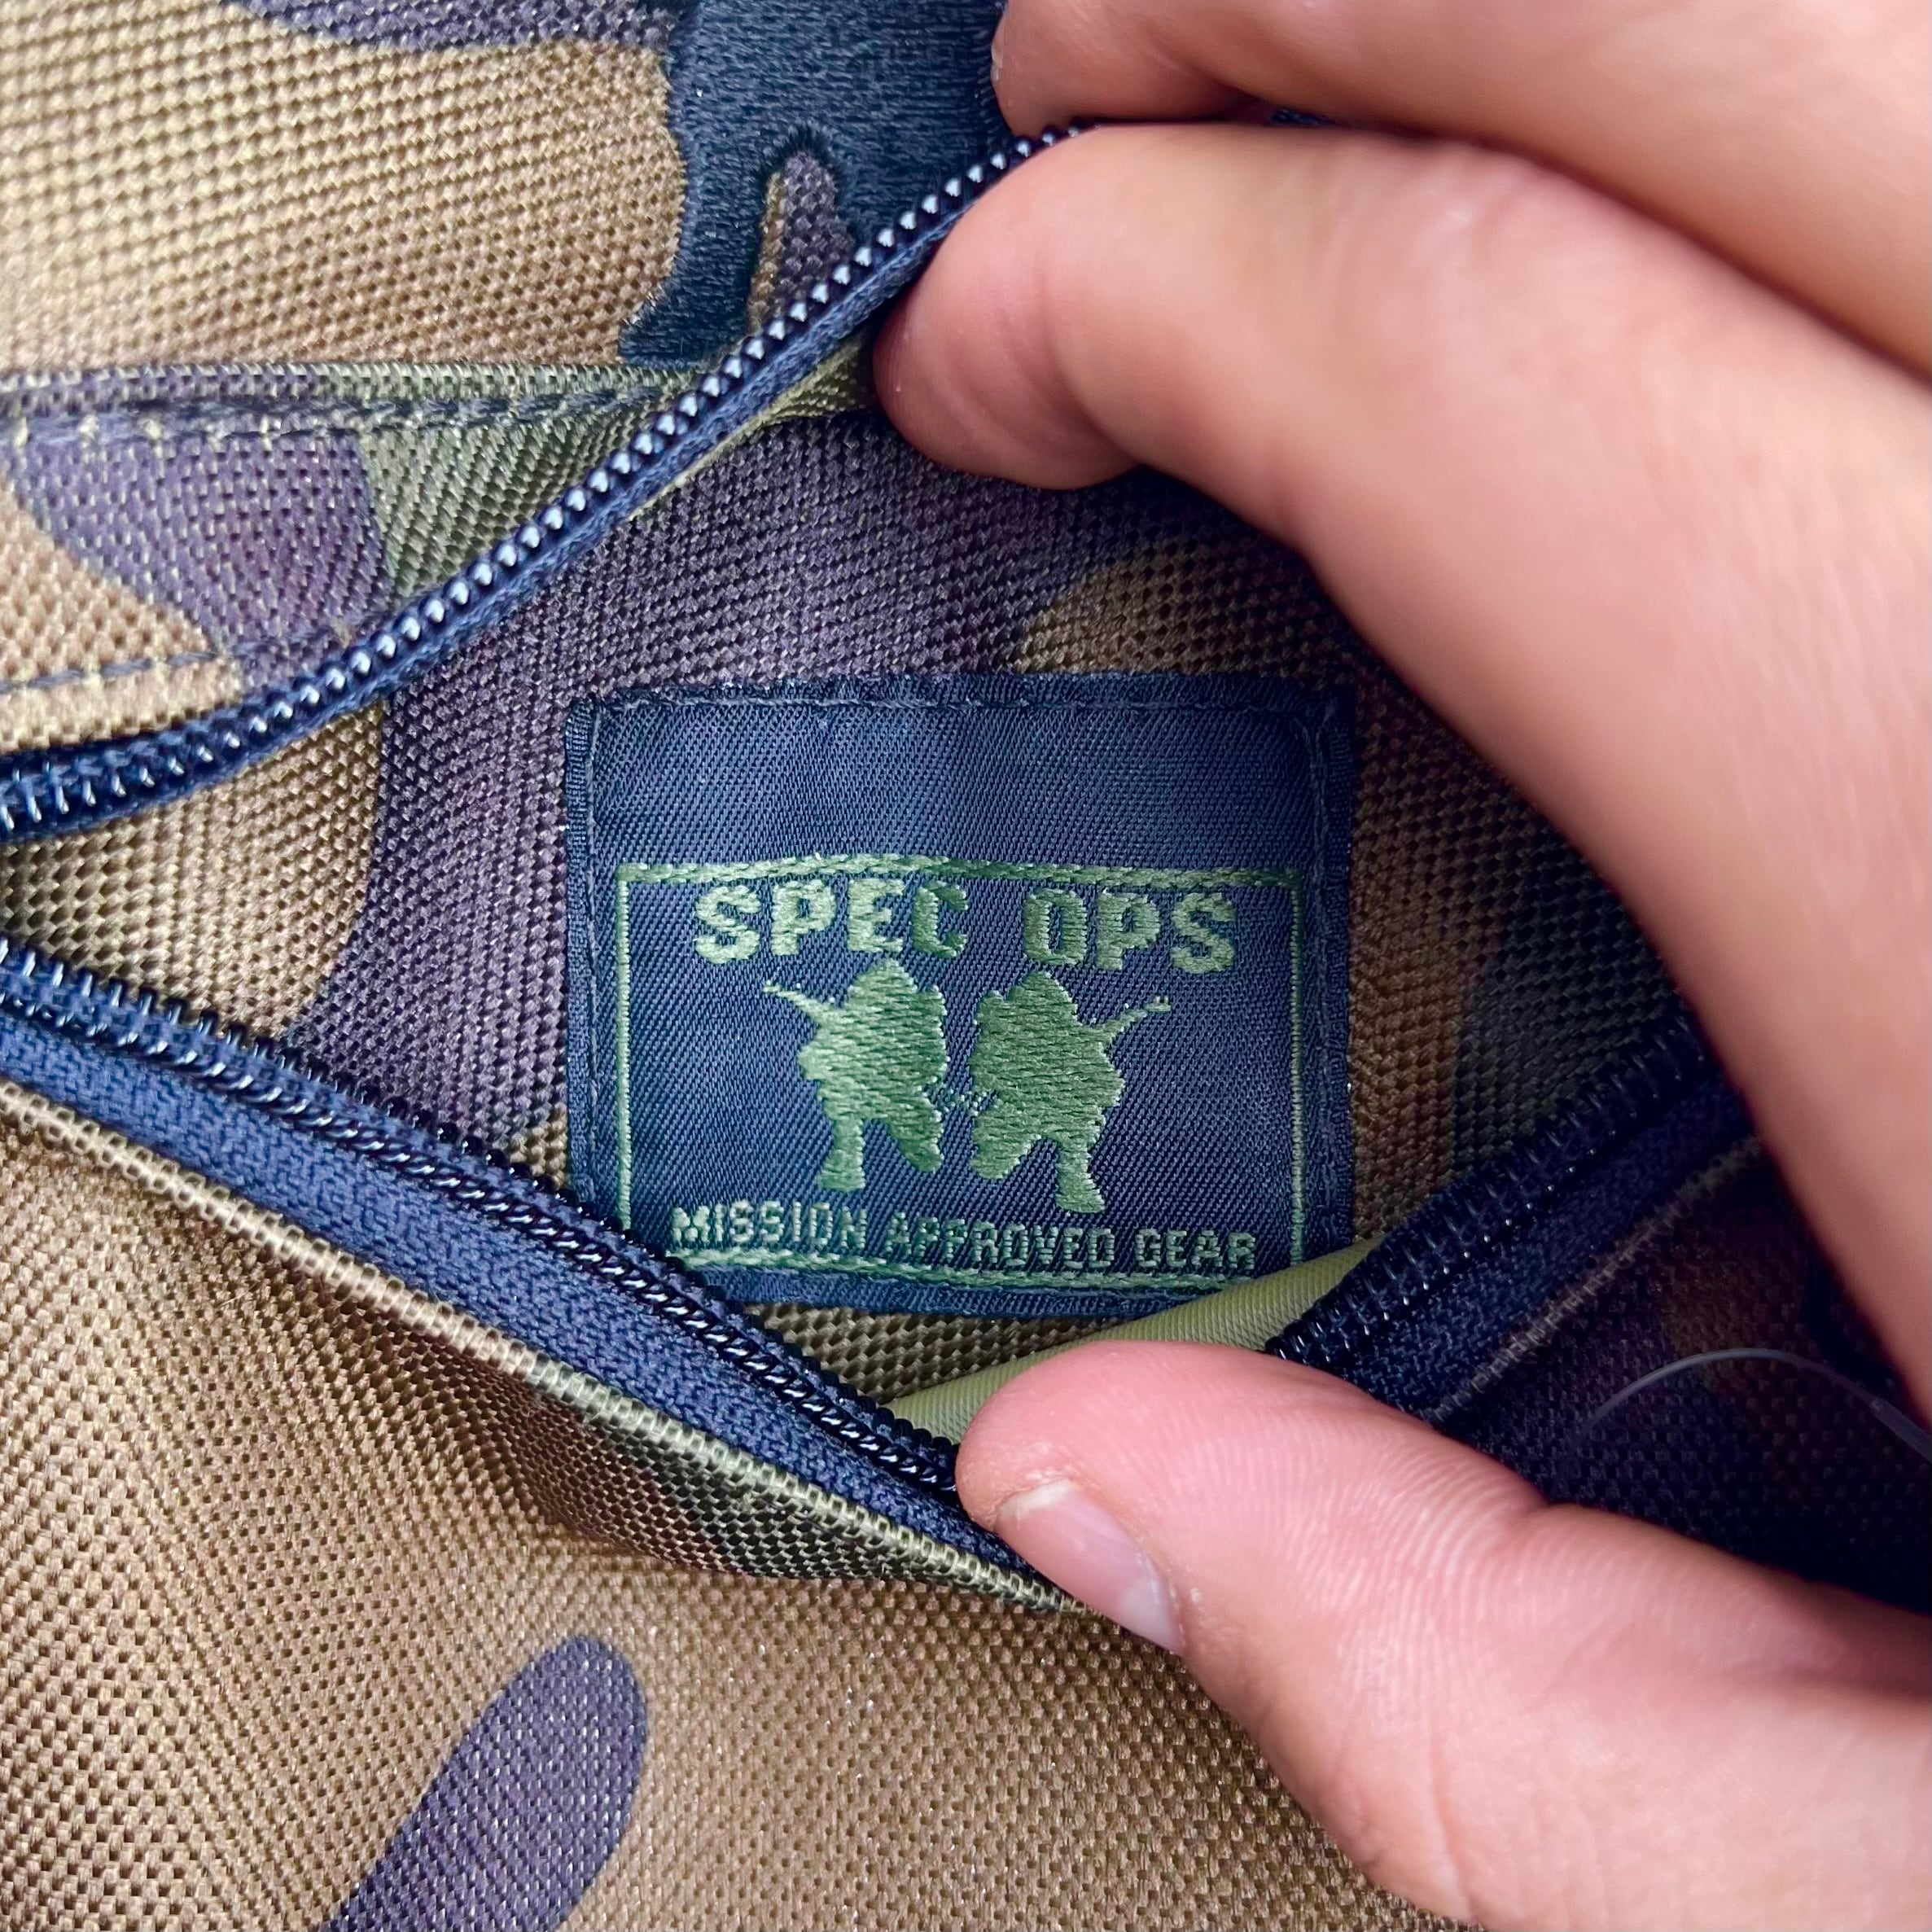 SPEC OPS
MISSION APPROVED GEAR